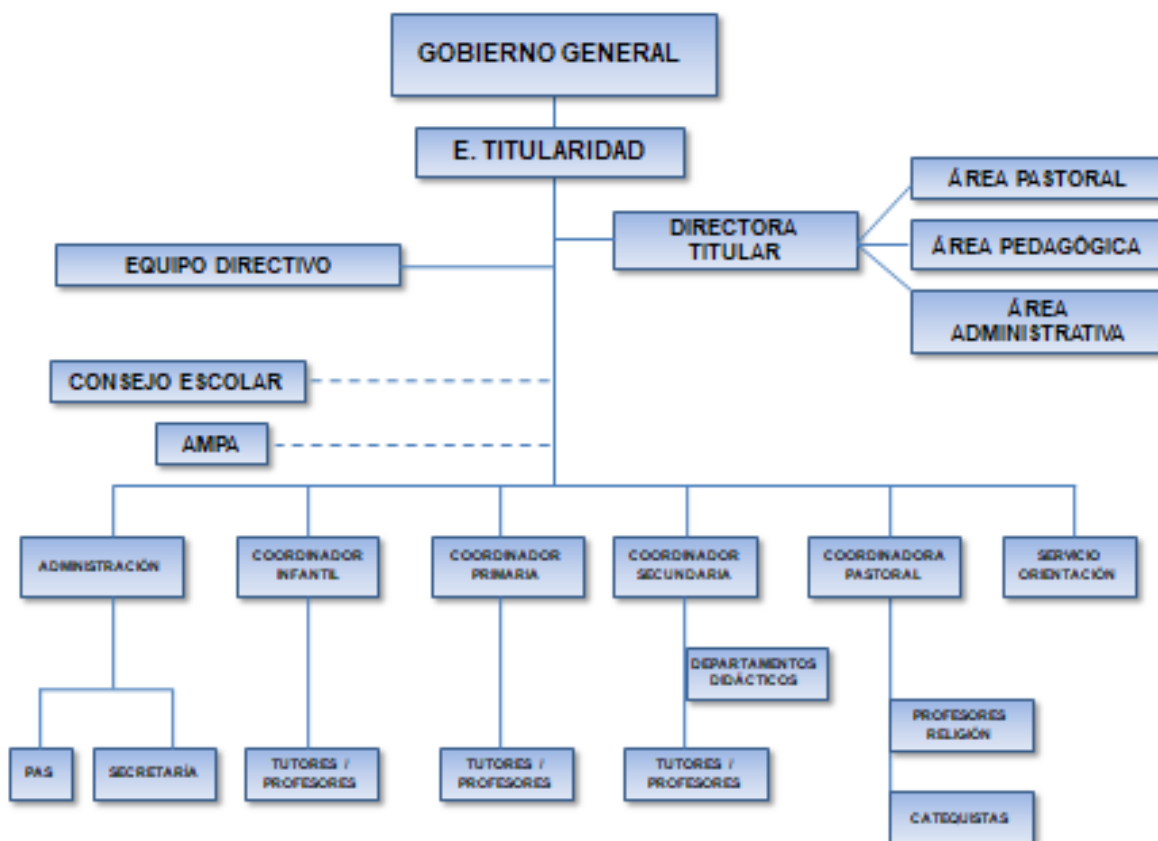 GOBIERNO GENERAL
E. TITULARIDAD
ÁREA PASTORAL
DIRECTORA
TITULAR
ÁREA PEDAGÓGICA
EQUIPO DIRECTIVO
ÁREA
ADMINISTRATIVA
CONSEJO ESCOLAR
AMPA
ADMINISTRACIÓN
COORDINADOR
INFANTIL
COORDINADOR
PRIMARIA
COORDINADOR
SECUNDARIA
COORDINADORA
PASTORAL
SERVICIO
ORIENTACIÓN
DEPARTAMENTOS
DIDÁCTICOS
PROFESORES
RELIGIÓN
PAS
SECRETARÍA
TUTORES /
PROFESORES
TUTORES /
PROFESORES
TUTORES /
PROFESORES
CATEQUISTAS